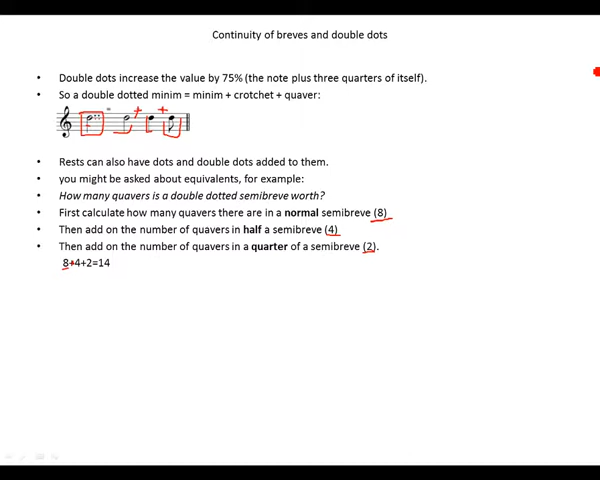 Continuity of breves and double dots
• Double dots increase the value by 75% (the note plus three quarters of itself).
• So a double dotted minim = minim + crotchet + quaver:
= + +
• Rests can also have dots and double dots added to them.
• you might be asked about equivalents, for example:
• How many quavers is a double dotted semibreve worth?
• First calculate how many quavers there are in a normal semibreve (8)
• Then add on the number of quavers in half a semibreve (4)
• Then add on the number of quavers in a quarter of a semibreve (2).
8+4+2=14